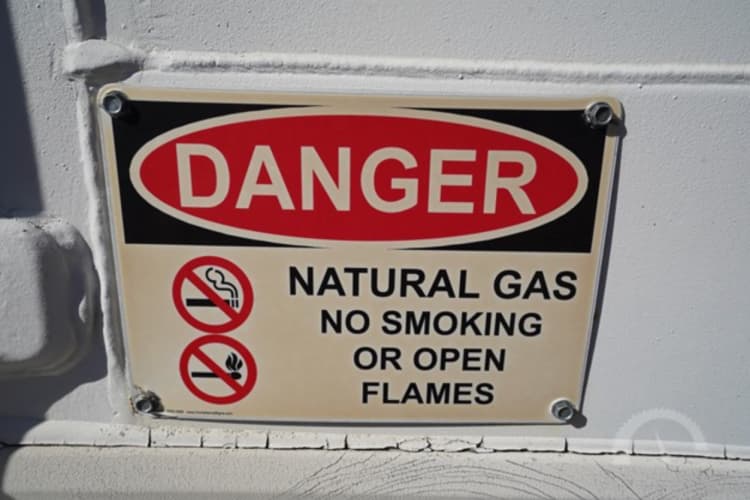 DANGER
NATURAL GAS
NO SMOKING
OR OPEN
FLAMES